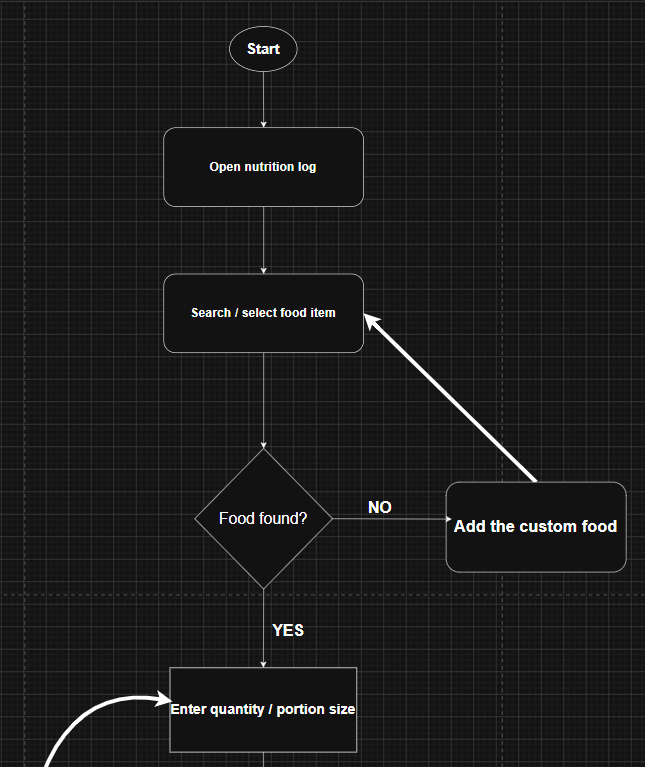 Start
Open nutrition log
Search / select food item
Food found?
NO
Add the custom food
YES
Enter quantity / portion size